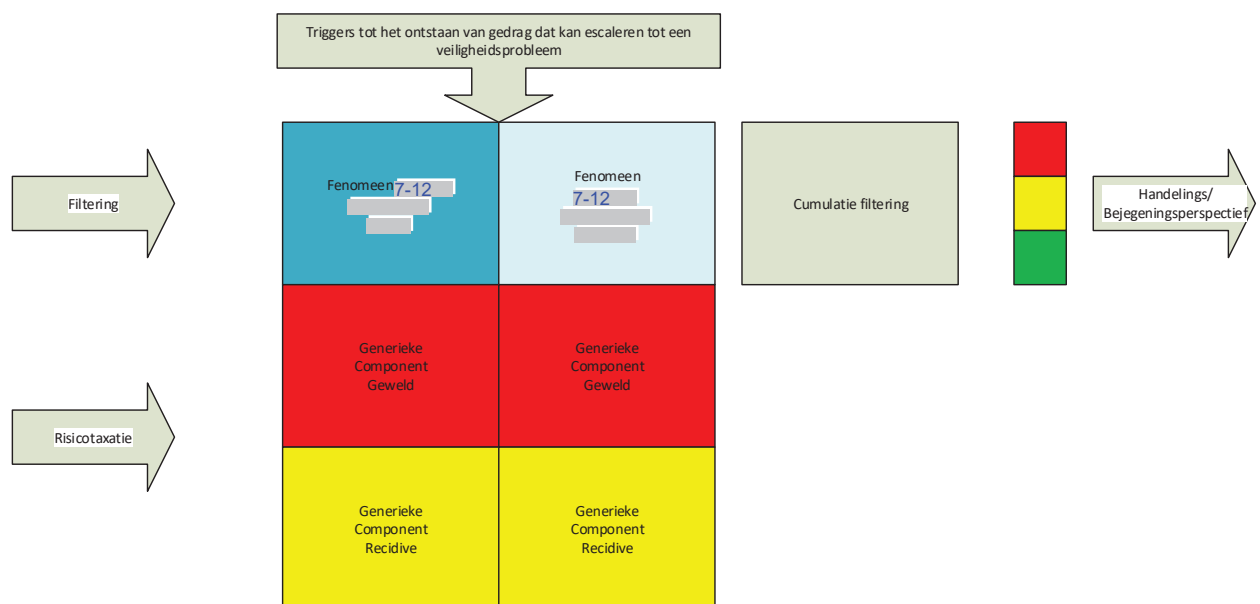 Triggers tot het ontstaan van gedrag dat kan escaleren tot een
veiligheidsprobleem
Filtering
Fenomeen 7-12
Fenomeen
7-12
Cumulatie filtering
Handelings/
Bejegeningsperspectief
Generieke
Component
Geweld
Generieke
Component
Geweld
Risicotaxatie
Generieke
Component
Recidive
Generieke
Component
Recidive